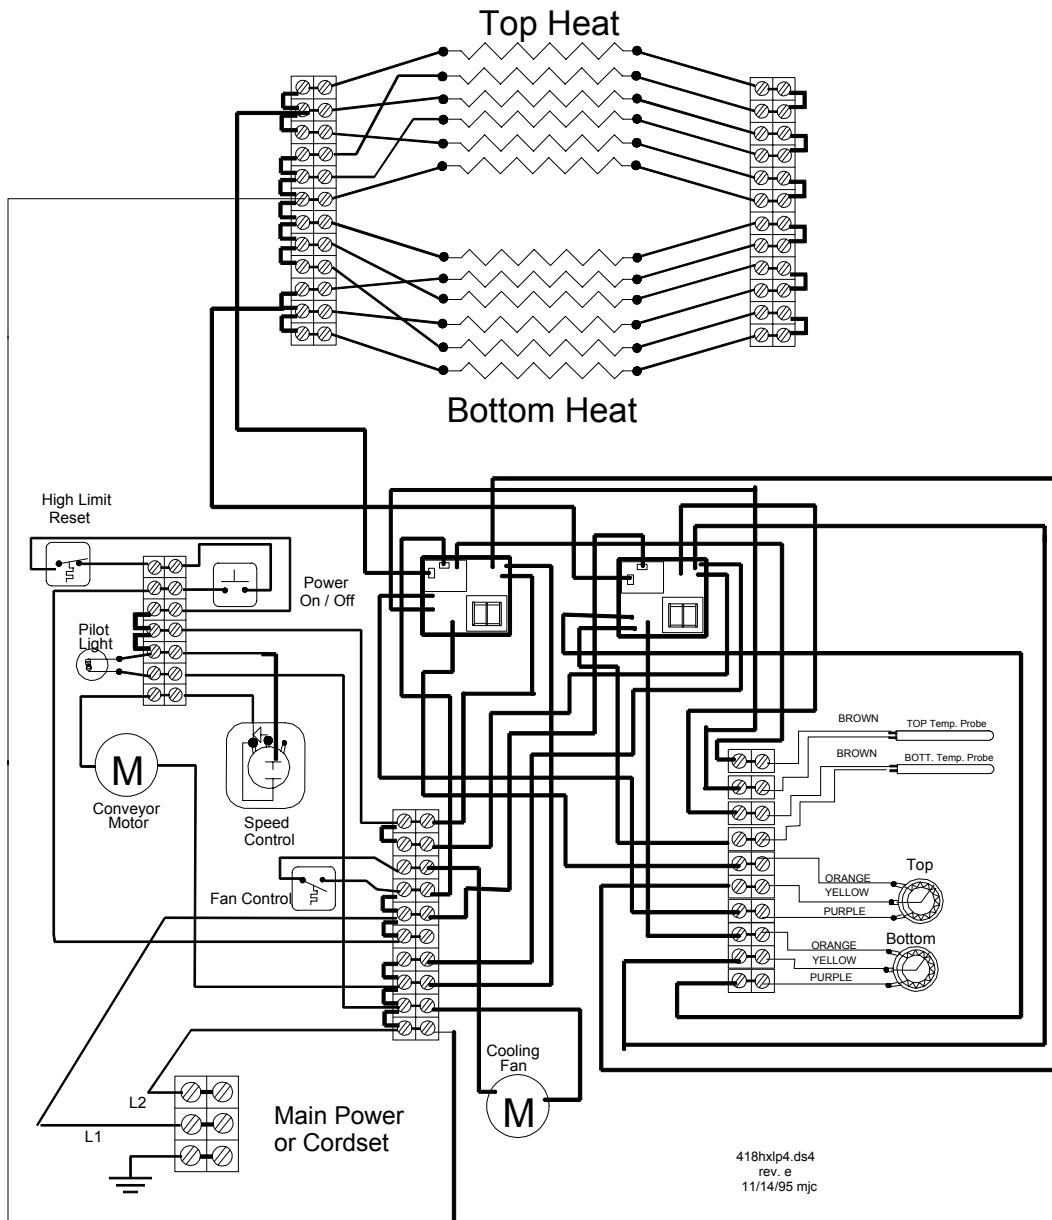 Top Heat
Bottom Heat
High Limit
Reset
Power
On / Off
Pilot
Light
M
Conveyor
Motor
Speed
Control
Fan Control
BROWN
TOP Temp. Probe
BROWN
BOTT. Temp. Probe
Top
ORANGE
YELLOW
PURPLE
Bottom
ORANGE
YELLOW
PURPLE
Cooling
Fan
M
L2
L1
Main Power
or Cordset
418hxlp4.ds4
rev. e
11/14/95 mjc